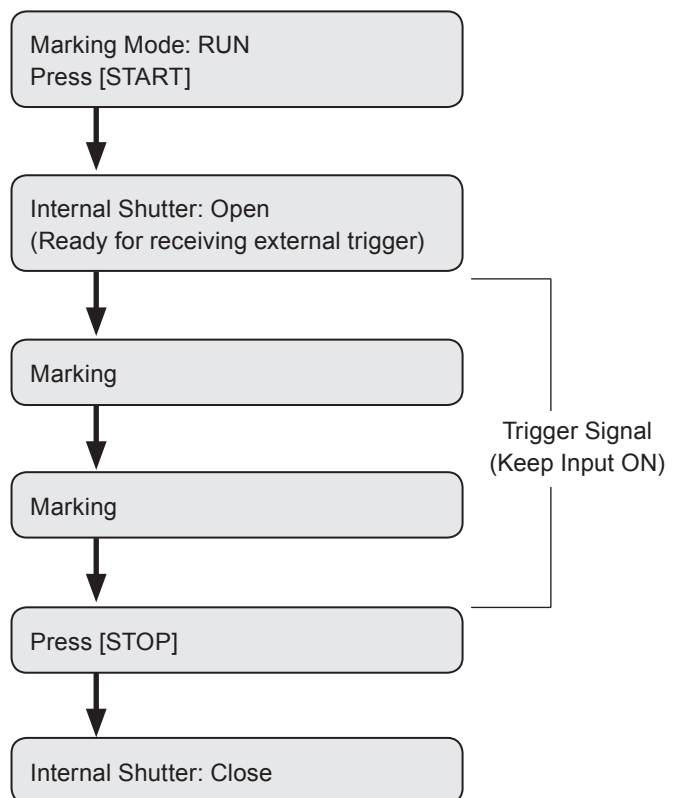 Marking Mode: RUN
Press [START]
Internal Shutter: Open
(Ready for receiving external trigger)
Marking
Trigger Signal
(Keep Input ON)
Marking
Press [STOP]
Internal Shutter: Close